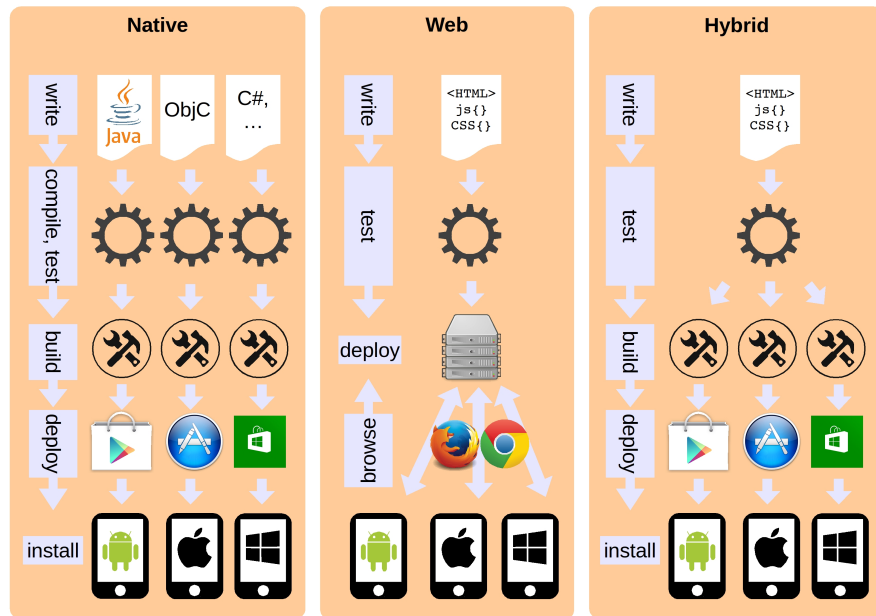 Native
write
compile, test
build
deploy
install
Java
ObjC
C#,
...
Web
write
test
deploy
browse
<HTML>
js{}
CSS{}
Hybrid
write
test
build
deploy
install
<HTML>
js{}
CSS{}